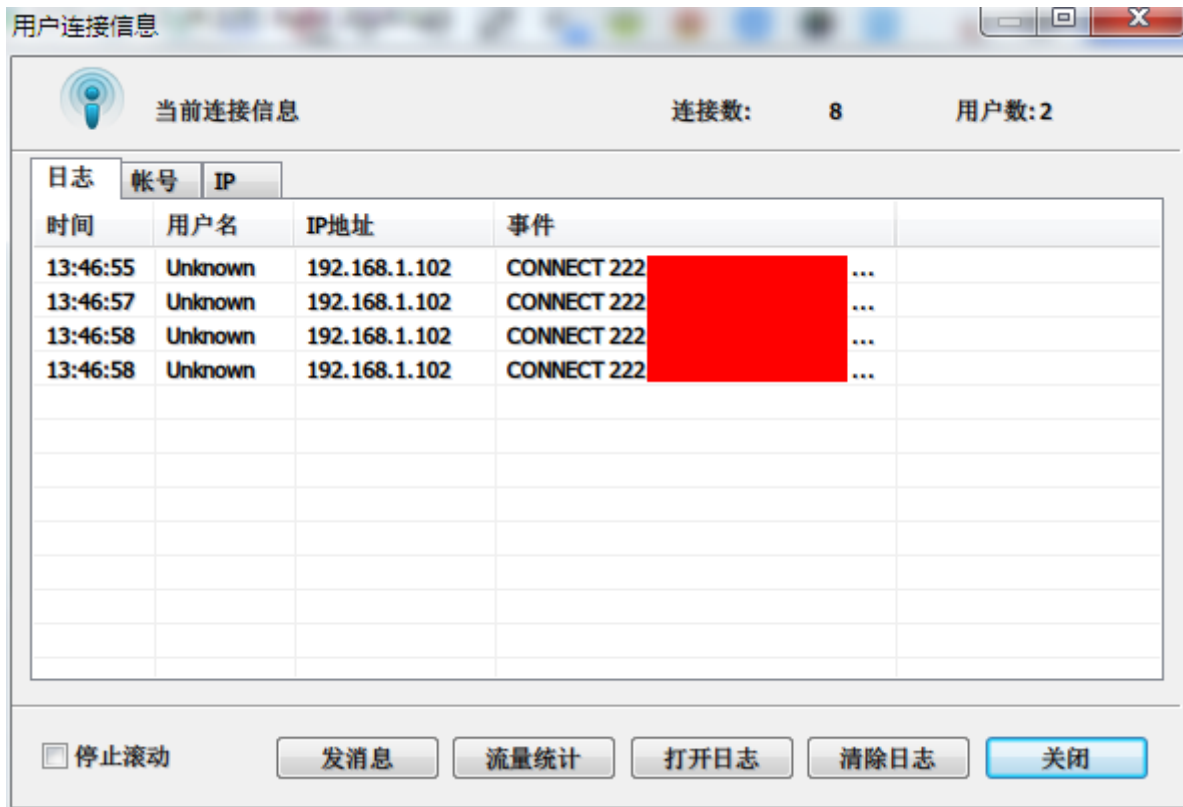 用户连接信息
当前连接信息 连接数: 8 用户数: 2
日志 帐号 IP
时间 用户名 IP地址 事件
13:46:55 Unknown 192.168.1.102 CONNECT 222 ...
13:46:57 Unknown 192.168.1.102 CONNECT 222 ...
13:46:58 Unknown 192.168.1.102 CONNECT 222 ...
13:46:58 Unknown 192.168.1.102 CONNECT 222 ...
停止滚动 发消息 流量统计 打开日志 清除日志 关闭